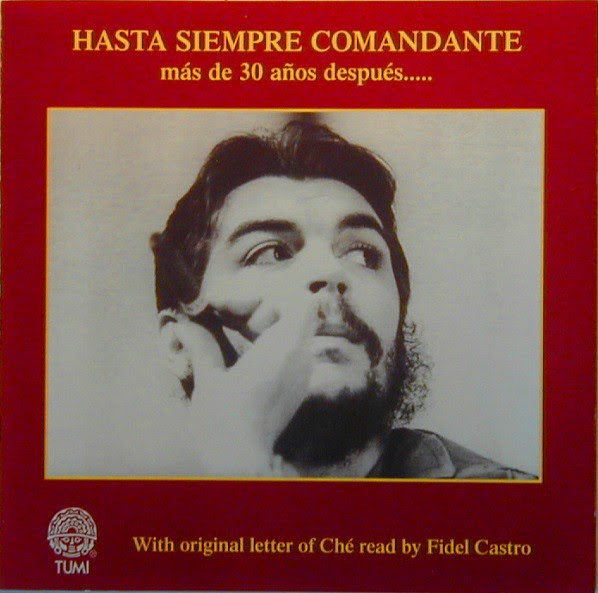 HASTA SIEMPRE COMANDANTE
más de 30 años después.....
TUMI
With original letter of Ché read by Fidel Castro